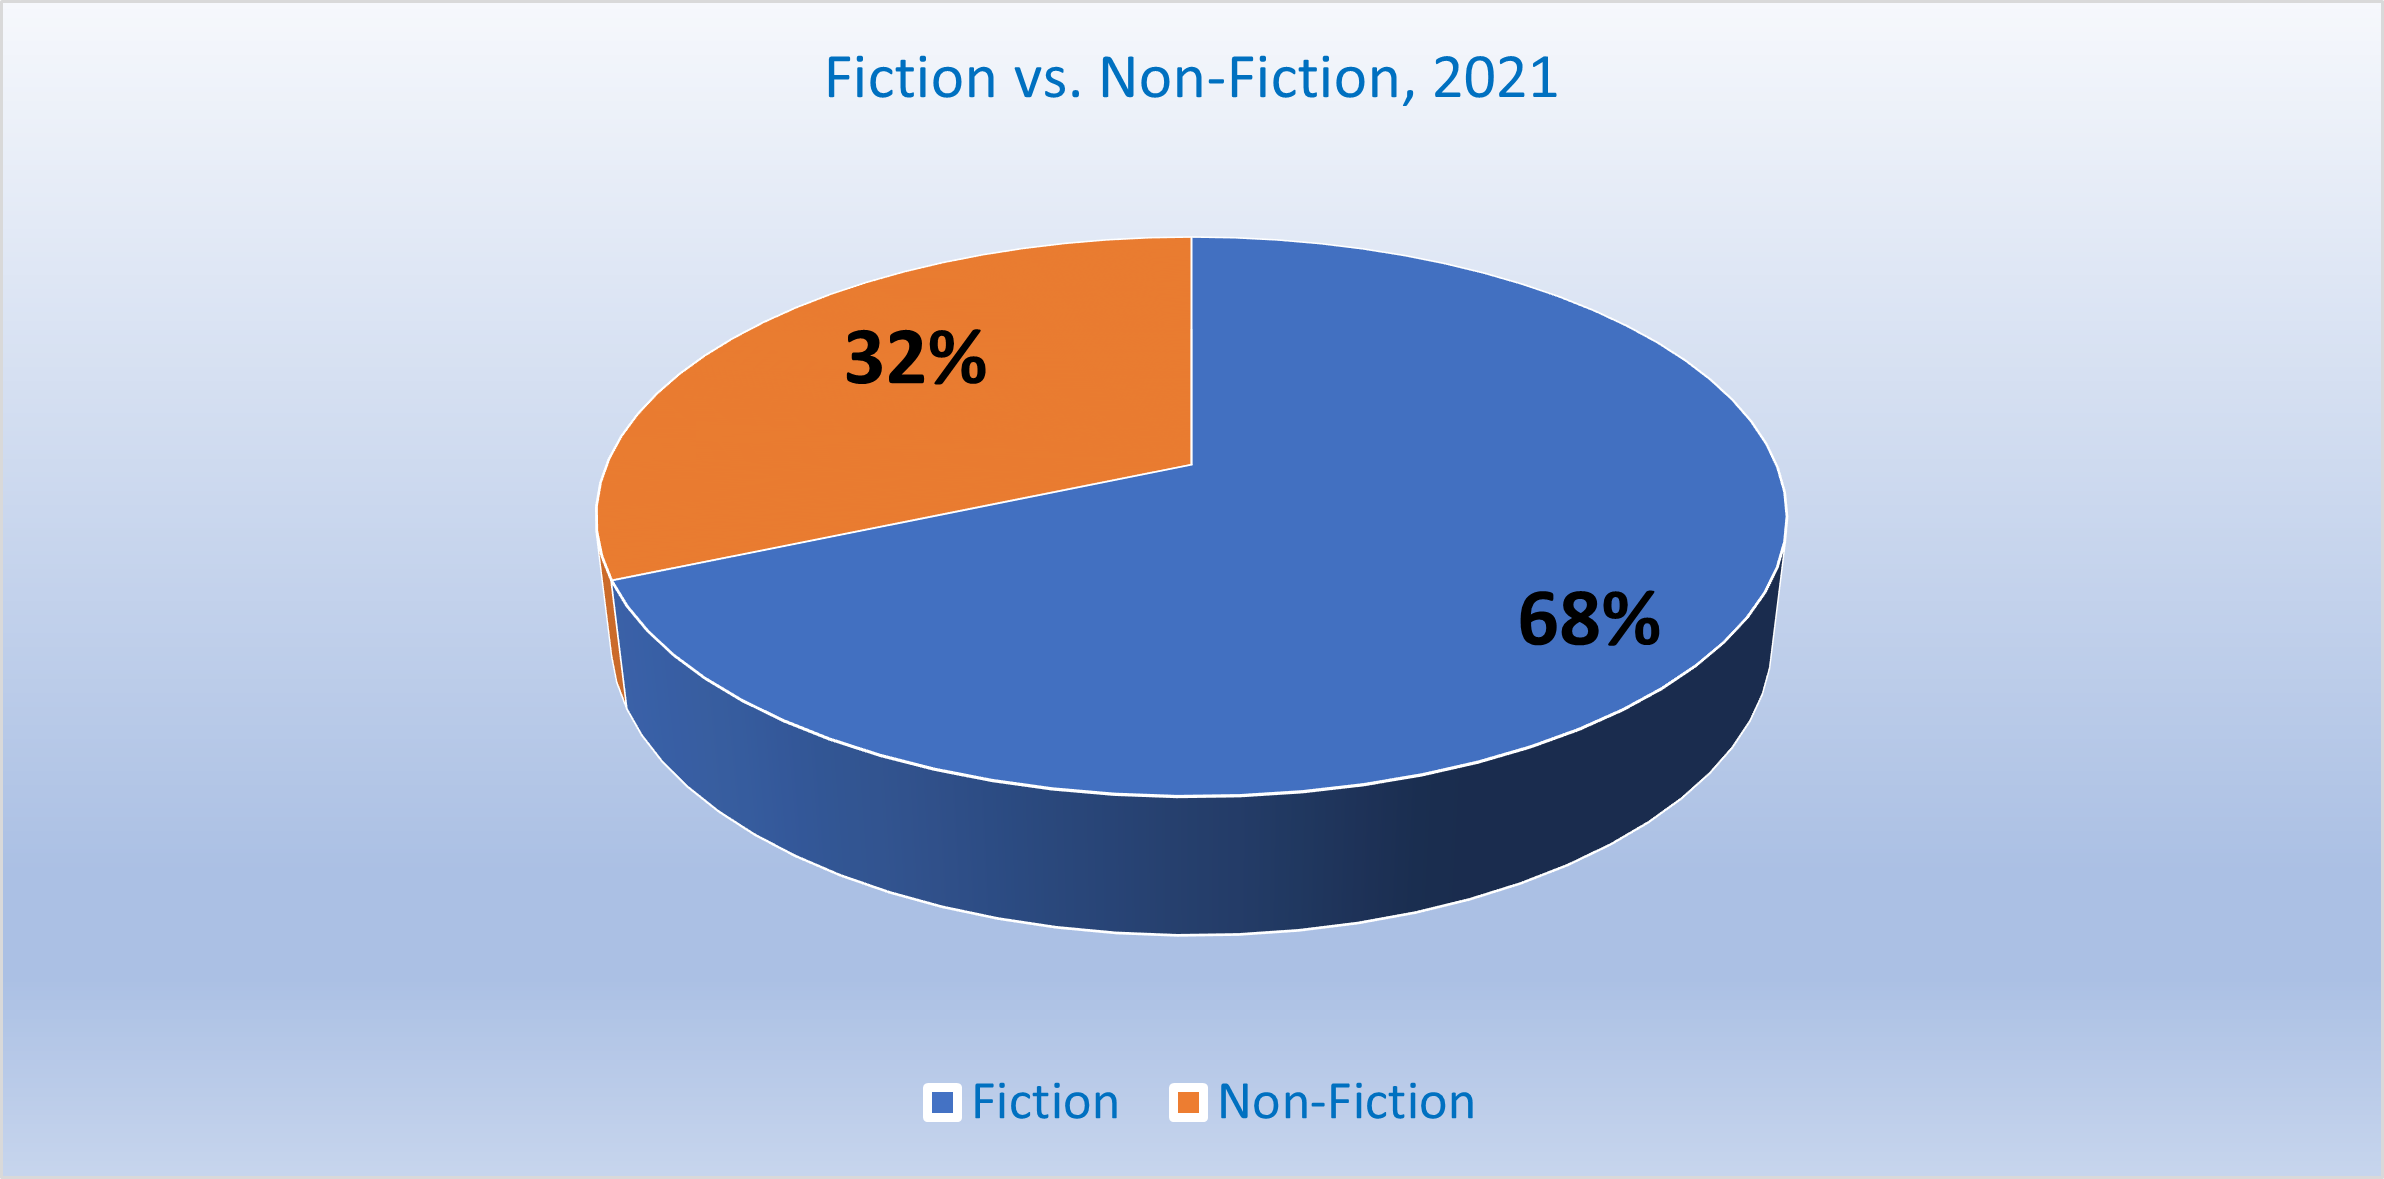 Fiction vs. Non-Fiction, 2021
32%
68%
Fiction Non-Fiction